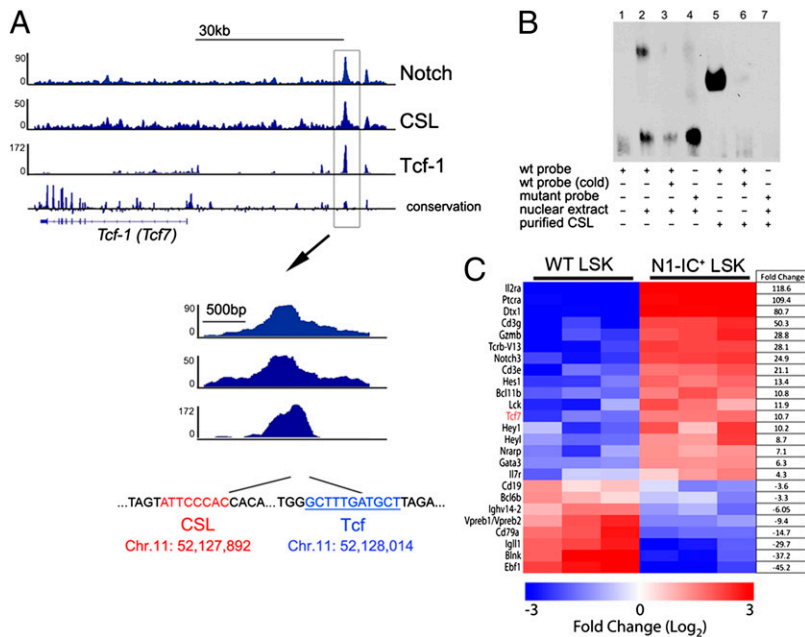 A
30kb
90
0
Notch
50
0
CSL
172
0
Tcf-1
conservation
Tcf-1 (Tcf7)
500bp
90
0
50
0
172
0
...TAGTATTCCCACCACA...TGGGCTTTGATGCTTAGA...
CSL
Tcf
Chr.11: 52,127,892
Chr.11: 52,128,014
B
1 2 3 4 5 6 7
wt probe + + + - + + -
wt probe (cold) - - + - - + -
mutant probe - - - + - - +
nuclear extract - + + + - - -
purified CSL - - - - + + +
C
WT LSK N1-IC+ LSK Fold Change
Il2ra 118.6
Ptcra 109.4
Dtx1 80.7
Cd3g 50.3
Gzmb 28.8
Tcrb-V13 28.1
Notch3 24.9
Cd3e 21.1
Hes1 13.4
Bcl11b 10.8
Lck 11.9
Tcf7 10.7
Hey1 10.2
Heyl 8.7
Nrarp 7.1
Gata3 6.3
Il7r 4.3
Cd19 -3.6
Bcl6b -3.3
Ighv14-2 -6.05
Vpreb1/Vpreb2 -9.4
Cd79a -14.7
Igll1 -29.7
Blnk -37.2
Ebf1 -45.2
-3 0 3
Fold Change (Log2)